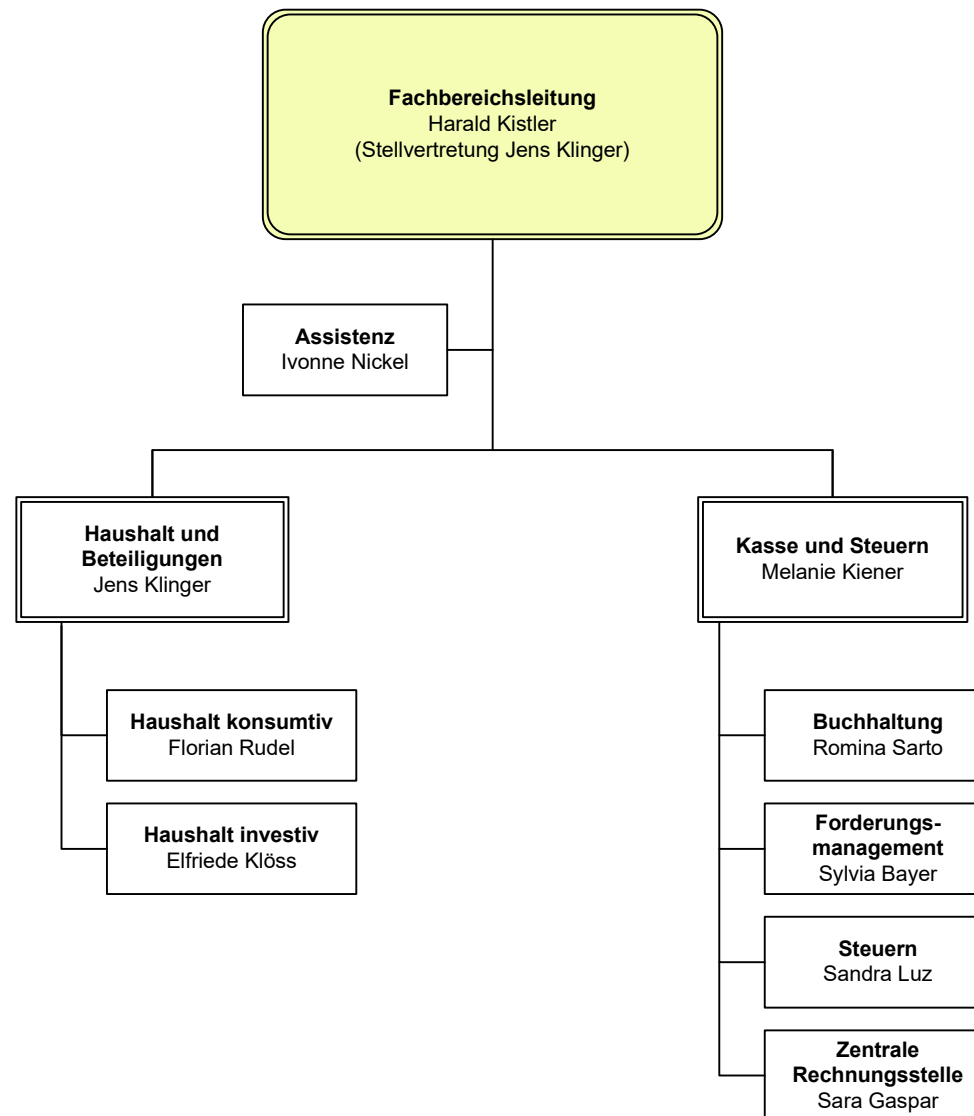 Fachbereichsleitung
Harald Kistler
(Stellvertretung Jens Klinger)
Assistenz
Ivonne Nickel
Haushalt und
Beteiligungen
Jens Klinger
Kasse und Steuern
Melanie Kiener
Haushalt konsumtiv
Florian Rudel
Haushalt investiv
Elfriede Klöss
Buchhaltung
Romina Sarto
Forderungs-
management
Sylvia Bayer
Steuern
Sandra Luz
Zentrale
Rechnungsstelle
Sara Gaspar